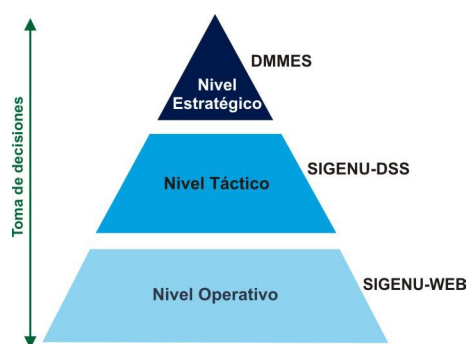 DMMES
Nivel
Estratégico
SIGENU-DSS
Nivel Táctico
Toma de decisiones
SIGENU-WEB
Nivel Operativo